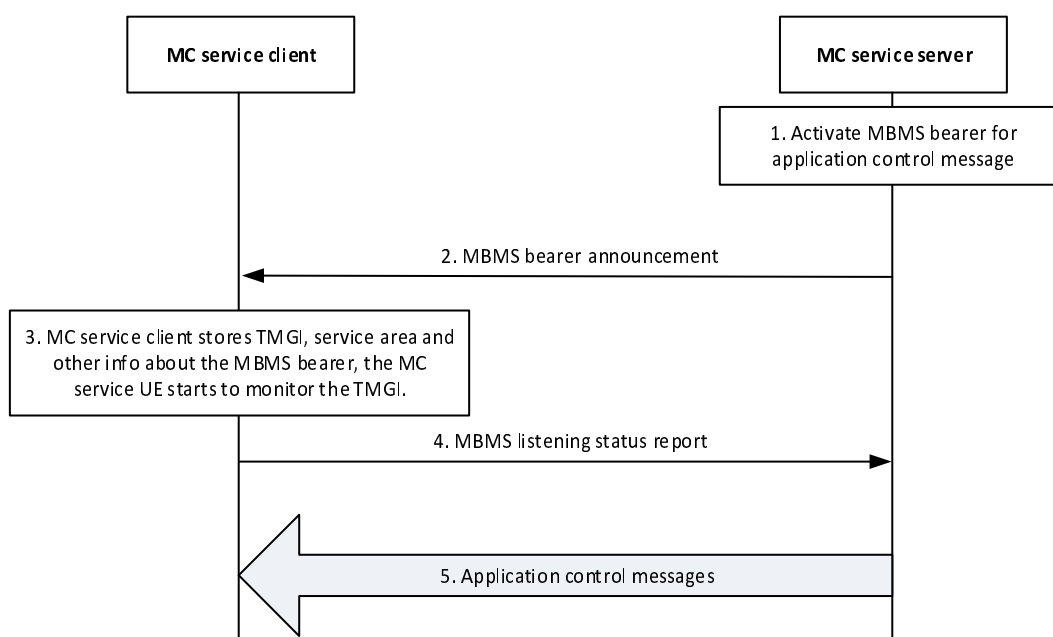 MC service client
MC service server
1. Activate MBMS bearer for
application control message
2. MBMS bearer announcement
3. MC service client stores TMGI, service area and
other info about the MBMS bearer, the MC
service UE starts to monitor the TMGI.
4. MBMS listening status report
5. Application control messages